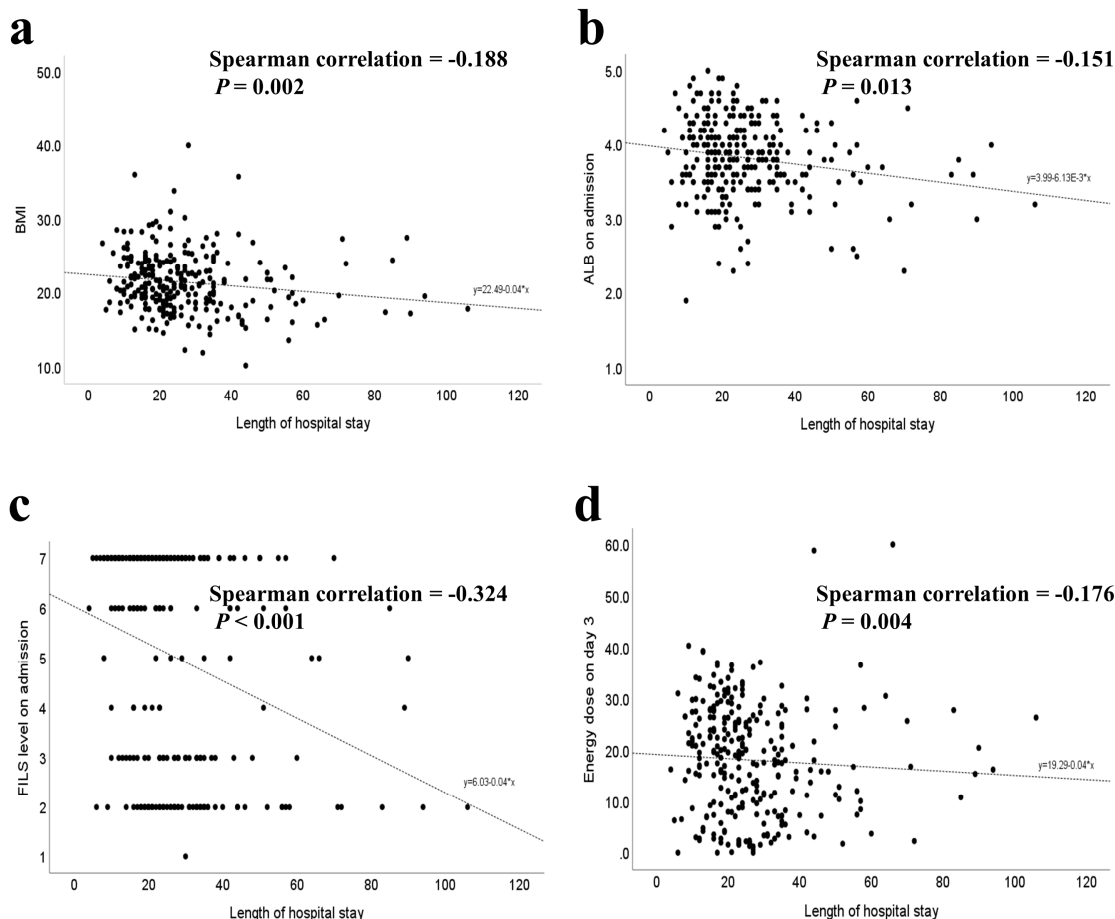 a
Spearman correlation = -0.188
P = 0.002
50.0
40.0
30.0
20.0
10.0
BMI
y=22.49-0.04*x
0 20 40 60 80 100 120
Length of hospital stay
b
Spearman correlation = -0.151
P = 0.013
5.0
4.0
3.0
2.0
1.0
ALB on admission
y=3.99-6.13E-3*x
0 20 40 60 80 100 120
Length of hospital stay
c
Spearman correlation = -0.324
P < 0.001
7
6
5
4
3
2
1
FILS level on admission
y=6.03-0.04*x
0 20 40 60 80 100 120
Length of hospital stay
d
Spearman correlation = -0.176
P = 0.004
60.0
50.0
40.0
30.0
20.0
10.0
.0
Energy dose on day 3
y=19.29-0.04*x
0 20 40 60 80 100 120
Length of hospital stay